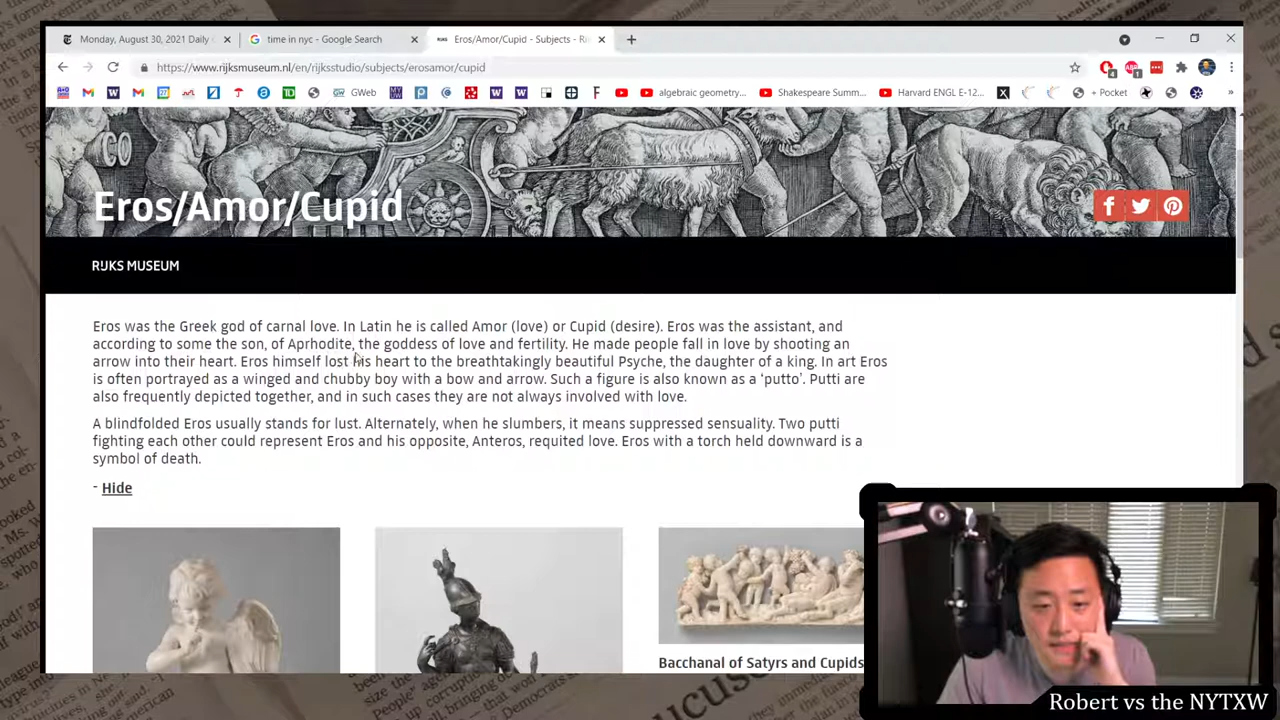 Monday, August 30, 2021 Daily
time in nyc - Google Search
Eros/Amor/Cupid - Subjects - Ri
https://www.rijksmuseum.nl/en/rijksstudio/subjects/erosamor/cupid
GWeb
algebraic geometry...
Shakespeare Summ...
Harvard ENGL E-12...
+ Pocket
Eros/Amor/Cupid
RIJKS MUSEUM
Eros was the Greek god of carnal love. In Latin he is called Amor (love) or Cupid (desire). Eros was the assistant, and
according to some the son, of Aprhodite, the goddess of love and fertility. He made people fall in love by shooting an
arrow into their heart. Eros himself lost his heart to the breathtakingly beautiful Psyche, the daughter of a king. In art Eros
is often portrayed as a winged and chubby boy with a bow and arrow. Such a figure is also known as a ‘putto’. Putti are
also frequently depicted together, and in such cases they are not always involved with love.
A blindfolded Eros usually stands for lust. Alternately, when he slumbers, it means suppressed sensuality. Two putti
fighting each other could represent Eros and his opposite, Anteros, requited love. Eros with a torch held downward is a
symbol of death.
- Hide
Bacchanal of Satyrs and Cupids
Robert vs the NYTXW